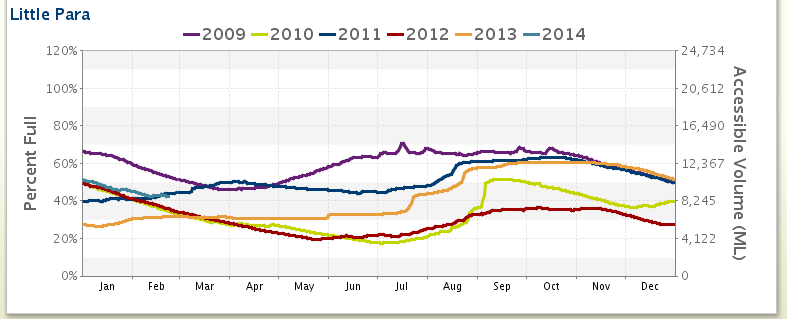 Little Para
2009 2010 2011 2012 2013 2014
120% 24,734
100% 20,612
80% 16,490
60% 12,367
40% 8,245
20% 4,122
0% 0
Percent Full
Accessible Volume (ML)
Jan Feb Mar Apr May Jun Jul Aug Sep Oct Nov Dec